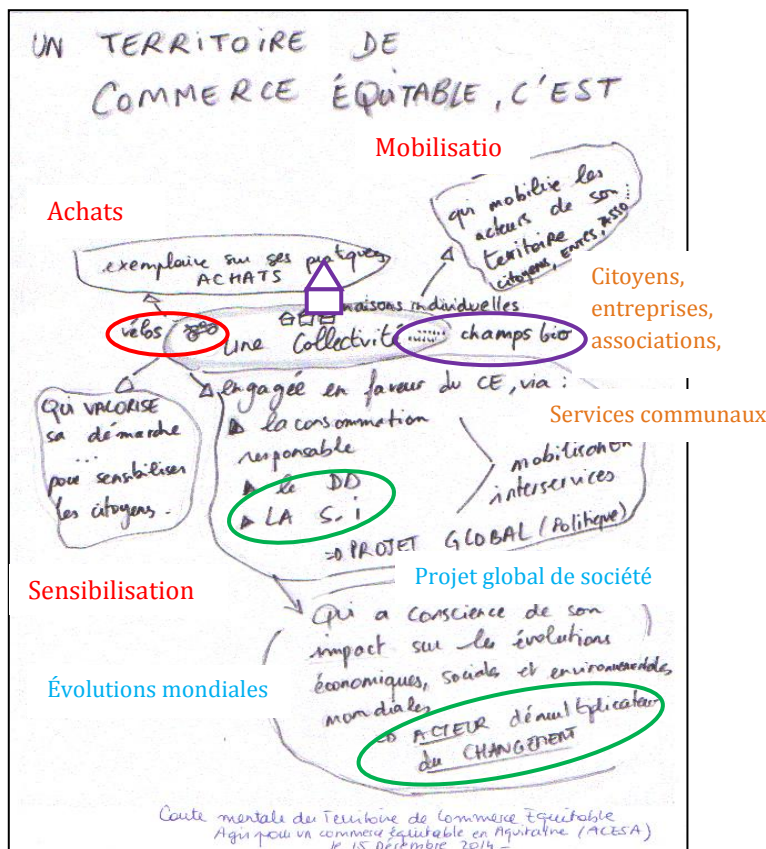 UN TERRITOIRE DE
COMMERCE ÉQUITABLE, C'EST
Mobilisatio
qui mobilise les
acteurs de son
territoire
citoyens, ENTRES, ASSO...
Achats
exemplaire sur ses pratiques
ACHATS
Citoyens,
entreprises,
associations,
maisons individuelles
vélos
Une Collectivité
champs bio
Qui VALORISE
sa démarche
...
pour sensibiliser
les citoyens.
engagée en faveur du CE, via :
la consommation
responsable
le DD
LA S.i
Services communaux
mobilisation
interservices
=> PROJET GLOBAL (Politique)
Sensibilisation
Projet global de société
Qui a conscience de son
impact sur les évolutions
économiques, sociales et environnementales
mondiales
Évolutions mondiales
=> ACTEUR démultiplicateur
du CHANGEMENT
Carte mentale du Territoire de Commerce Equitable
Agir pour un commerce équitable en Aquitaine (ACESA)
le 15 Décembre 2014 -